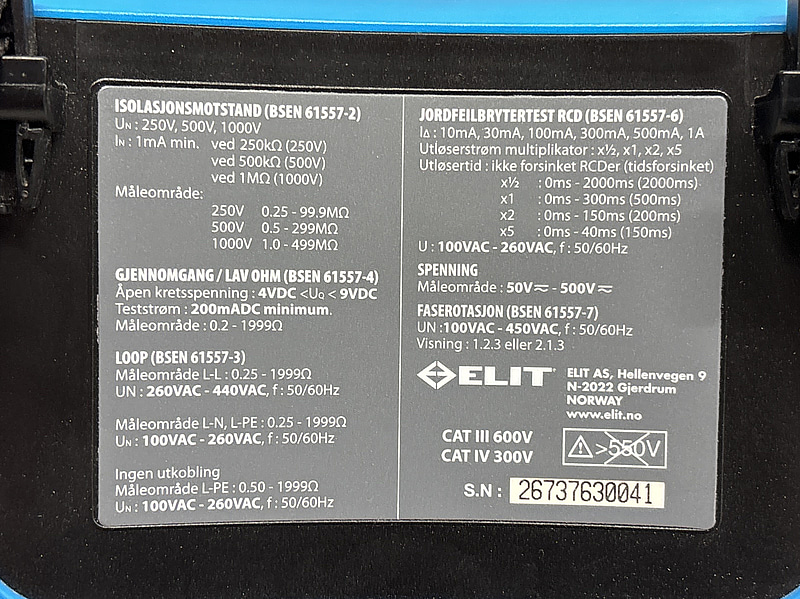 ISOLASJONSMOTSTAND (BSEN 61557-2)
UN : 250V, 500V, 1000V
IN : 1mA min. ved 250kΩ (250V)
ved 500kΩ (500V)
ved 1MΩ (1000V)
Måleområde:
250V 0.25 - 99.9MΩ
500V 0.5 - 299MΩ
1000V 1.0 - 499MΩ
GJENNOMGANG / LAV OHM (BSEN 61557-4)
Åpen kretsspenning : 4VDC <UQ < 9VDC
Teststrøm : 200mADC minimum.
Måleområde : 0.2 - 1999Ω
LOOP (BSEN 61557-3)
Måleområde L-L : 0.25 - 1999Ω
UN : 260VAC - 440VAC, f : 50/60Hz
Måleområde L-N, L-PE : 0.25 - 1999Ω
UN : 100VAC - 260VAC, f : 50/60Hz
Ingen utkobling
Måleområde L-PE : 0.50 - 1999Ω
UN : 100VAC - 260VAC, f : 50/60Hz
JORDFEILBRYTERTEST RCD (BSEN 61557-6)
I∆ : 10mA, 30mA, 100mA, 300mA, 500mA, 1A
Utløserstrøm multiplikator : x½, x1, x2, x5
Utløsertid : ikke forsinket RCDer (tidsforsinket)
x½ : 0ms - 2000ms (2000ms)
x1 : 0ms - 300ms (500ms)
x2 : 0ms - 150ms (200ms)
x5 : 0ms - 40ms (150ms)
U : 100VAC - 260VAC, f : 50/60Hz
SPENNING
Måleområde : 50V⎓~ - 500V⎓~
FASEROTASJON (BSEN 61557-7)
UN :100VAC - 450VAC, f : 50/60Hz
Visning : 1.2.3 eller 2.1.3
ELIT
ELIT AS, Hellenvegen 9
N-2022 Gjerdrum
NORWAY
www.elit.no
CAT III 600V
CAT IV 300V
>550V
S.N : 26737630041